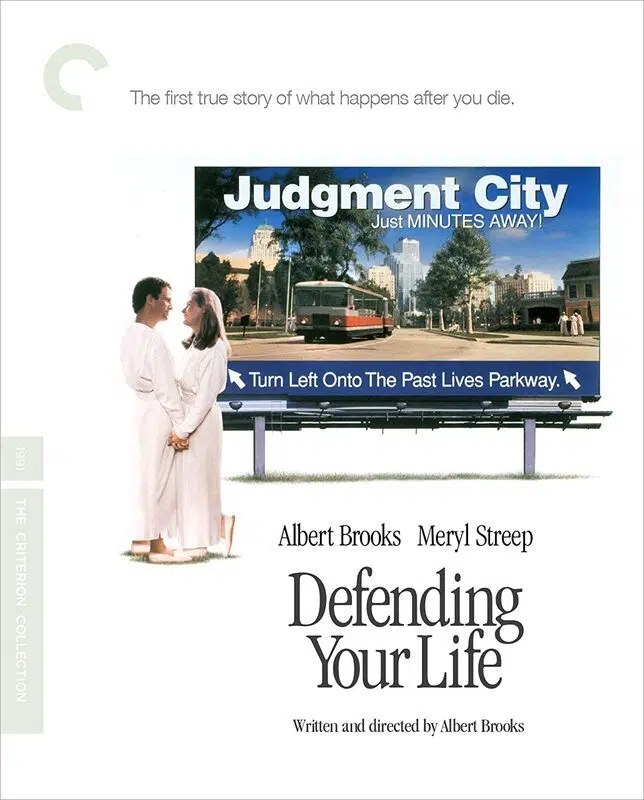 The first true story of what happens after you die.
Judgment City
Just MINUTES AWAY!
Turn Left Onto The Past Lives Parkway.
1991
THE CRITERION COLLECTION
Albert Brooks Meryl Streep
Defending
Your Life
Written and directed by Albert Brooks